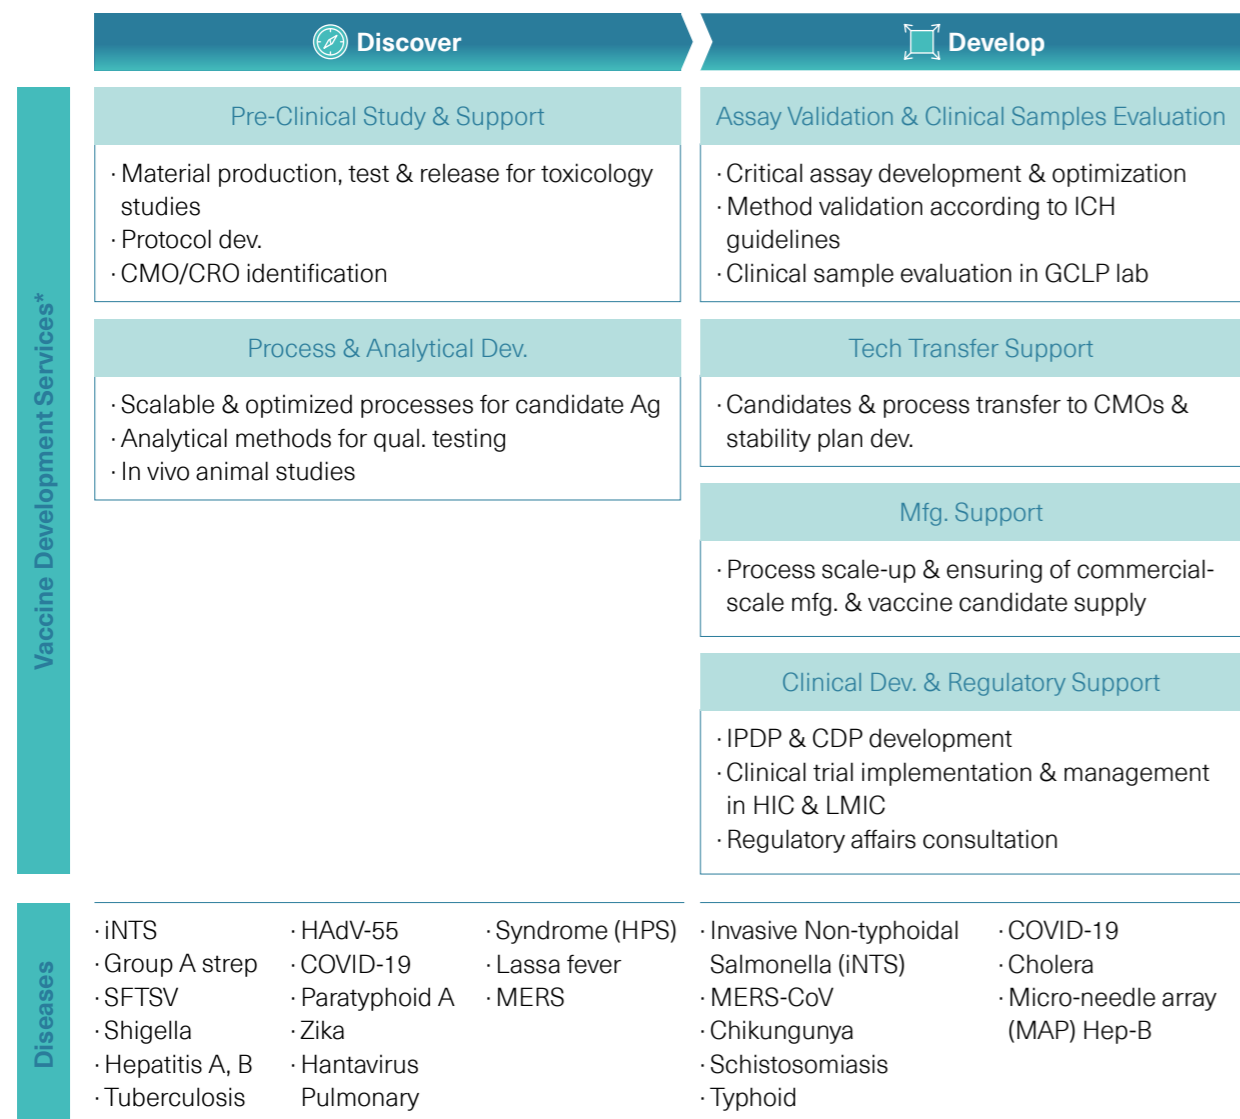 Discover
Develop
Vaccine Development Services*
Pre-Clinical Study & Support
· Material production, test & release for toxicology
studies
· Protocol dev.
· CMO/CRO identification
Process & Analytical Dev.
· Scalable & optimized processes for candidate Ag
· Analytical methods for qual. testing
· In vivo animal studies
Assay Validation & Clinical Samples Evaluation
· Critical assay development & optimization
· Method validation according to ICH
guidelines
· Clinical sample evaluation in GCLP lab
Tech Transfer Support
· Candidates & process transfer to CMOs &
stability plan dev.
Mfg. Support
· Process scale-up & ensuring of commercial-
scale mfg. & vaccine candidate supply
Clinical Dev. & Regulatory Support
· IPDP & CDP development
· Clinical trial implementation & management
in HIC & LMIC
· Regulatory affairs consultation
Diseases
· iNTS
· Group A strep
· SFTSV
· Shigella
· Hepatitis A, B
· Tuberculosis
· HAdV-55
· COVID-19
· Paratyphoid A
· Zika
· Hantavirus
Pulmonary
· Syndrome (HPS)
· Lassa fever
· MERS
· Invasive Non-typhoidal
Salmonella (iNTS)
· MERS-CoV
· Chikungunya
· Schistosomiasis
· Typhoid
· COVID-19
· Cholera
· Micro-needle array
(MAP) Hep-B